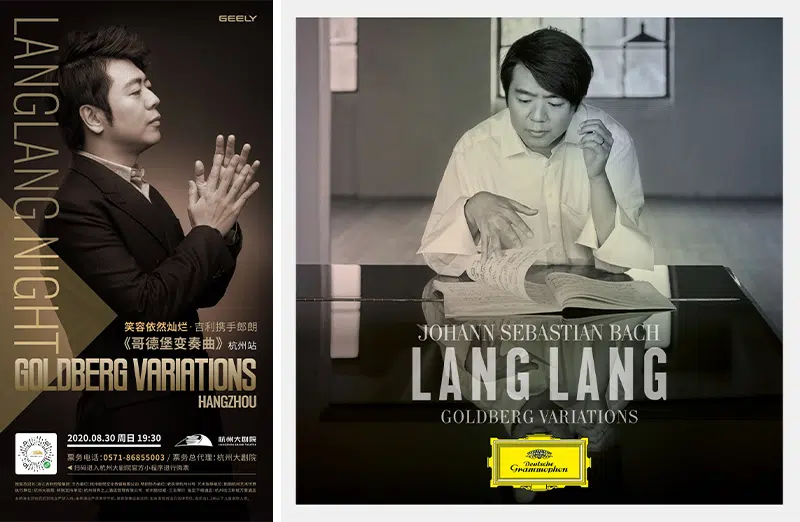 GEELY
LANGLANG NIGHT
笑容依然灿烂·吉利携手郎朗
《哥德堡变奏曲》杭州站
GOLDBERG VARIATIONS
HANGZHOU
2020.08.30 周日 19:30
杭州大剧院
票务电话:0571-86855003 / 票务总代理:杭州大剧院
扫码进入杭州大剧院官方小程序进行购票
JOHANN SEBASTIAN BACH
LANG LANG
GOLDBERG VARIATIONS
Deutsche
Grammophon